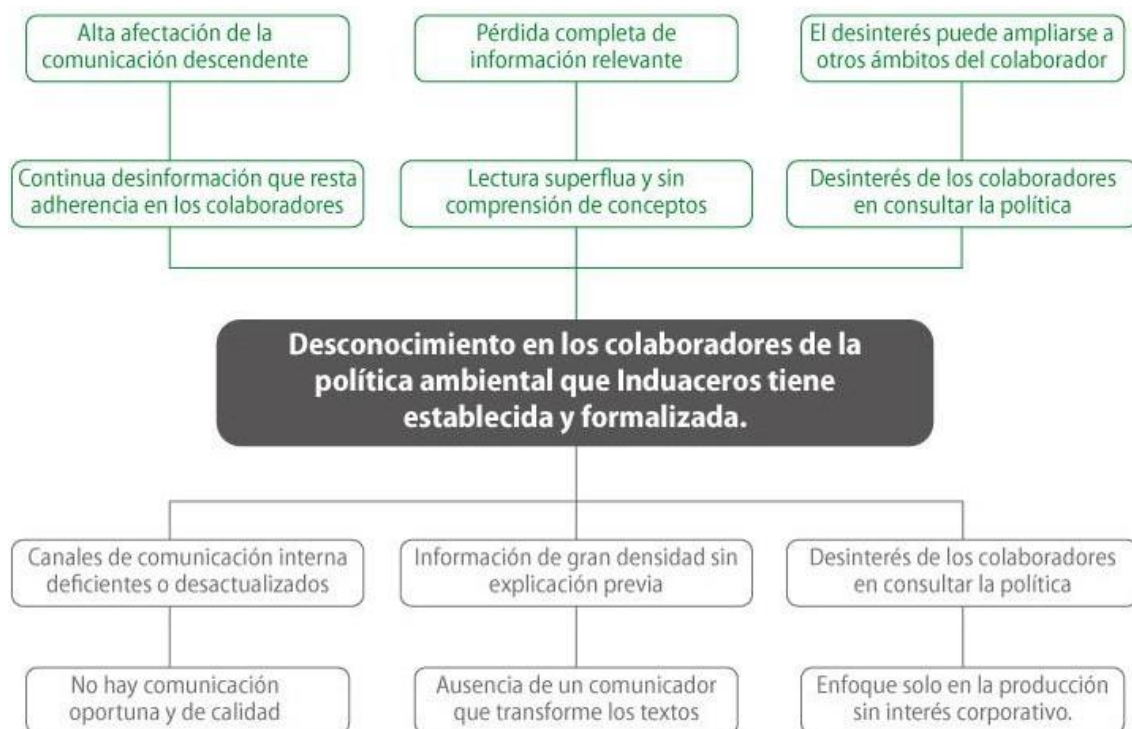 Alta afectación de la
comunicación descendente
Pérdida completa de
información relevante
El desinterés puede ampliarse a
otros ámbitos del colaborador
Continua desinformación que resta
adherencia en los colaboradores
Lectura superflua y sin
comprensión de conceptos
Desinterés de los colaboradores
en consultar la política
Desconocimiento en los colaboradores de la
política ambiental que Induaceros tiene
establecida y formalizada.
Canales de comunicación interna
deficientes o desactualizados
Información de gran densidad sin
explicación previa
Desinterés de los colaboradores
en consultar la política
No hay comunicación
oportuna y de calidad
Ausencia de un comunicador
que transforme los textos
Enfoque solo en la producción
sin interés corporativo.